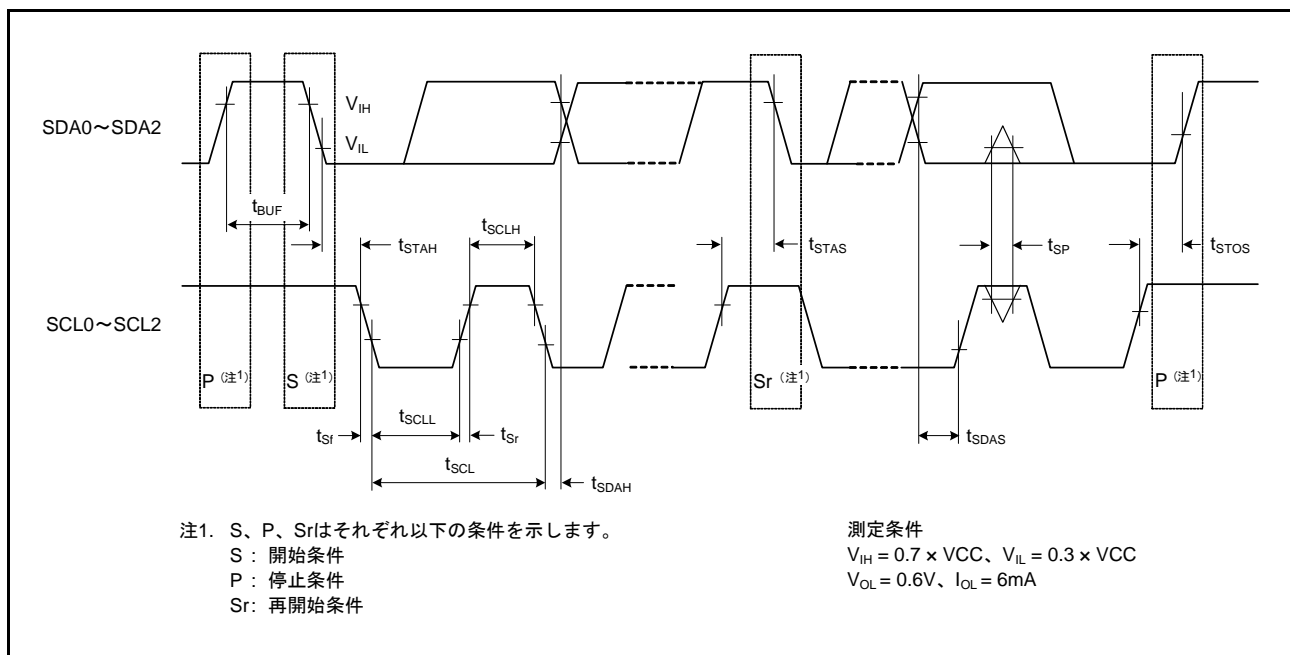 SDA0～SDA2
VIH
VIL
tBUF
tSTAH
tSCLH
tSTAS
tSP
tSTOS
SCL0～SCL2
P（注1）
S（注1）
Sr（注1）
P（注1）
tSf
tSCLL
tSr
tSDAS
tSCL
tSDAH
注1. S、P、Srはそれぞれ以下の条件を示します。
S : 開始条件
P : 停止条件
Sr: 再開始条件
測定条件
VIH = 0.7 × VCC、VIL = 0.3 × VCC
VOL = 0.6V、IOL = 6mA